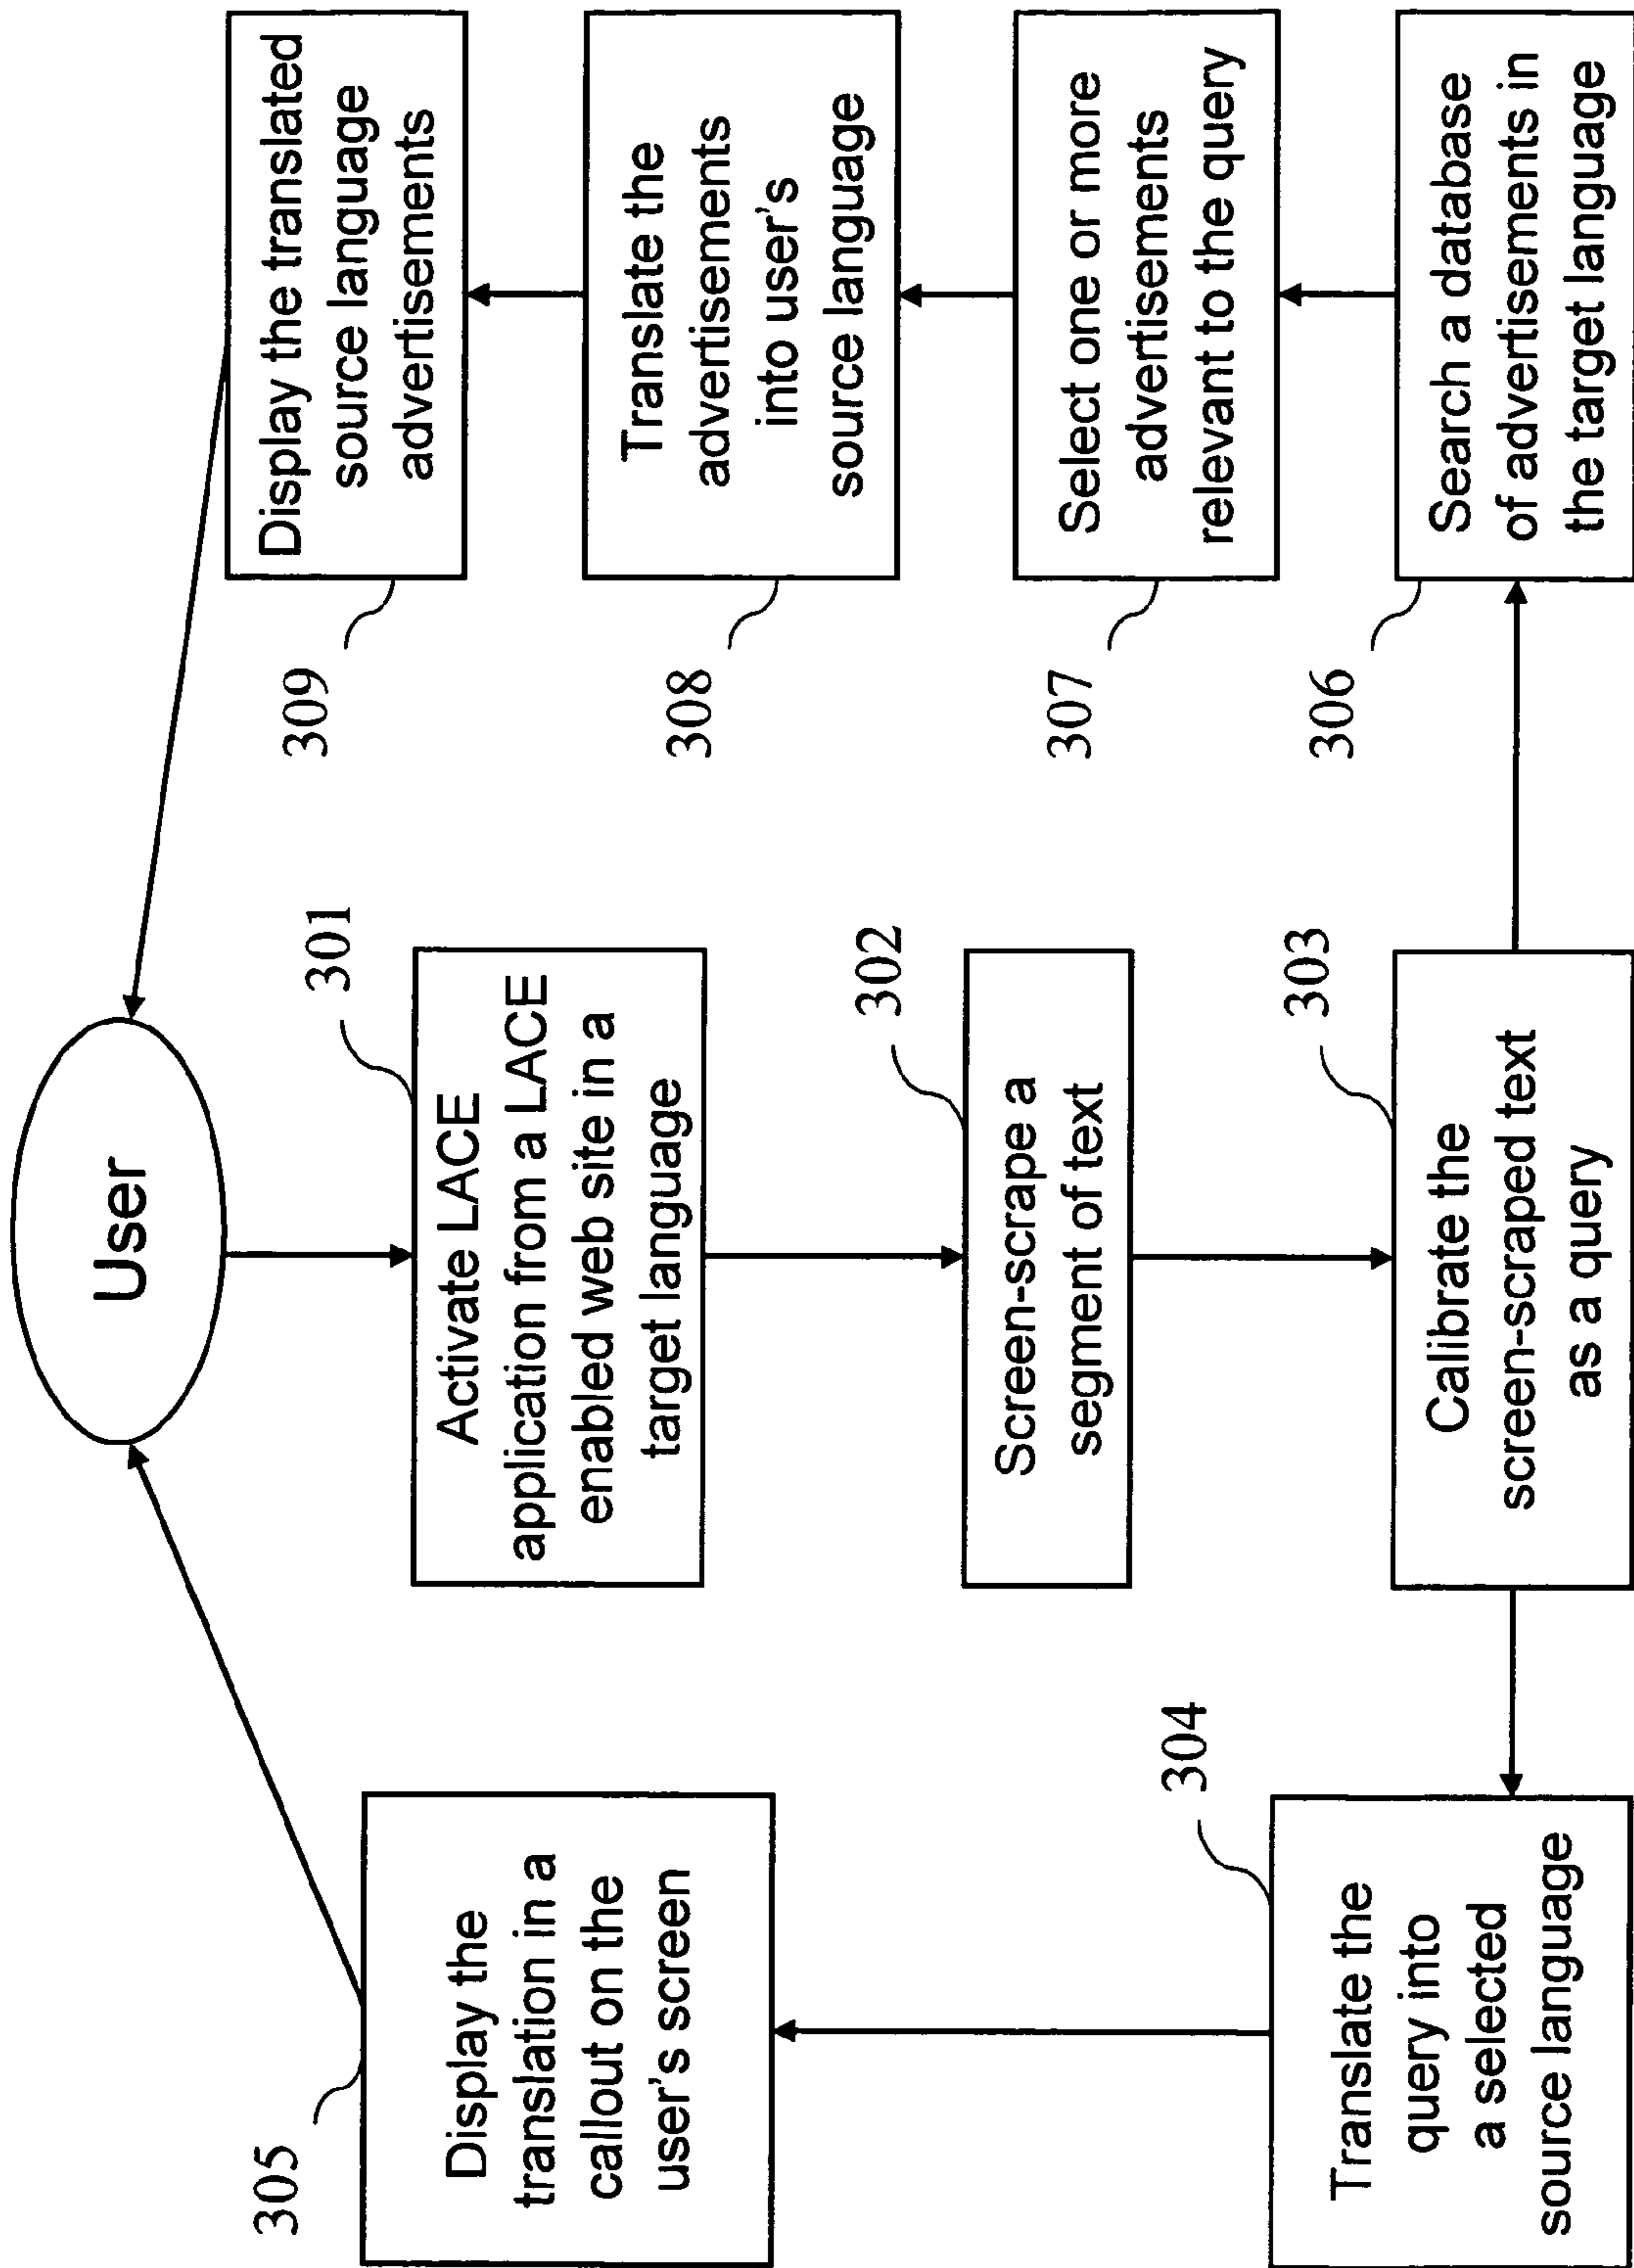 User
301
Activate LACE
application from a LACE
enabled web site in a
target language
302
Screen-scrape a
segment of text
303
Calibrate the
screen-scraped text
as a query
304
Translate the
query into
a selected
source language
305
Display the
translation in a
callout on the
user's screen
306
Search a database
of advertisements in
the target language
307
Select one or more
advertisements
relevant to the query
308
Translate the
advertisements
into user's
source language
309
Display the translated
source language
advertisements